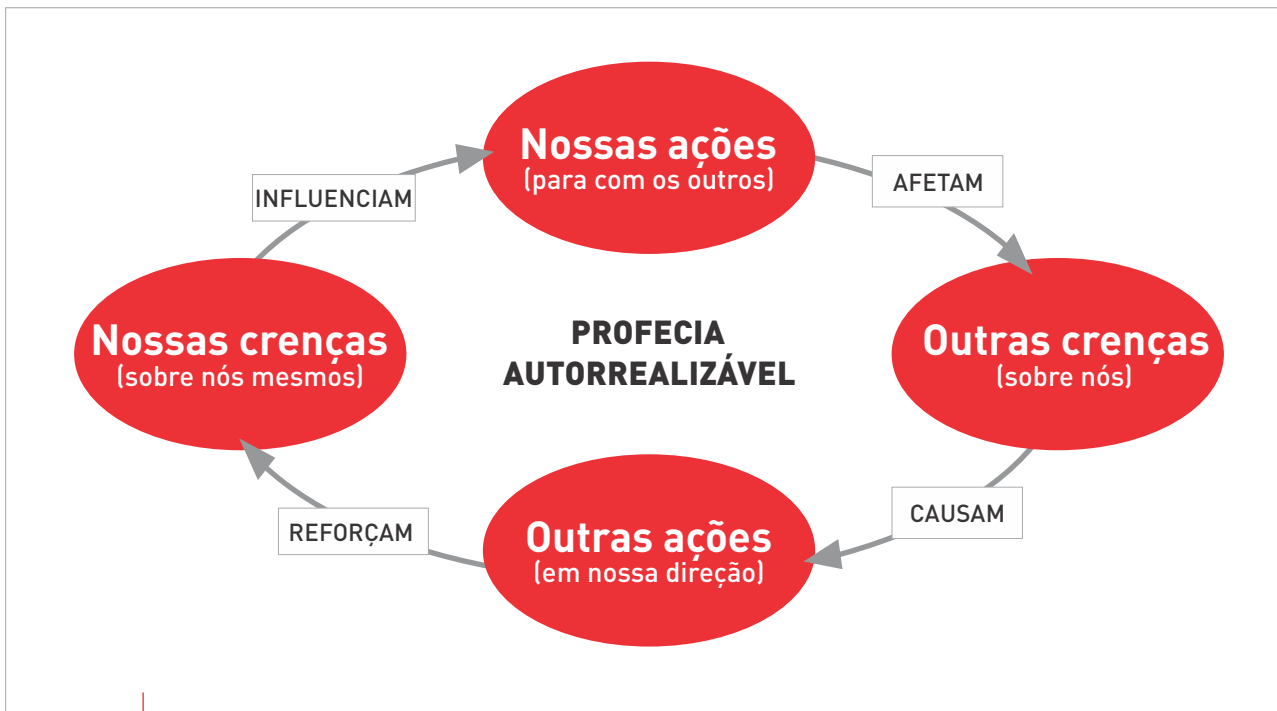 Nossas ações
(para com os outros)
INFLUENCIAM
AFETAM
Nossas crenças
(sobre nós mesmos)
PROFECIA
AUTORREALIZÁVEL
Outras crenças
(sobre nós)
REFORÇAM
CAUSAM
Outras ações
(em nossa direção)